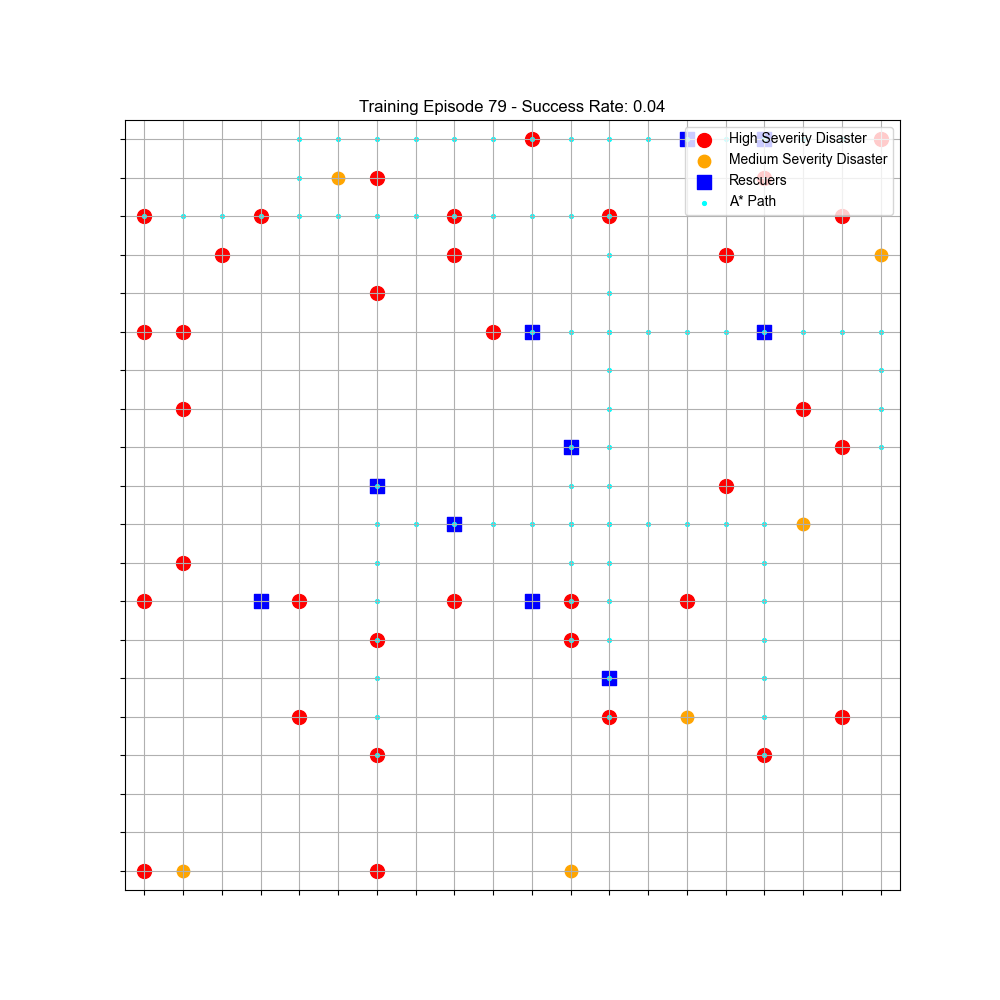 Training Episode 79 - Success Rate: 0.04
High Severity Disaster
Medium Severity Disaster
Rescuers
A* Path